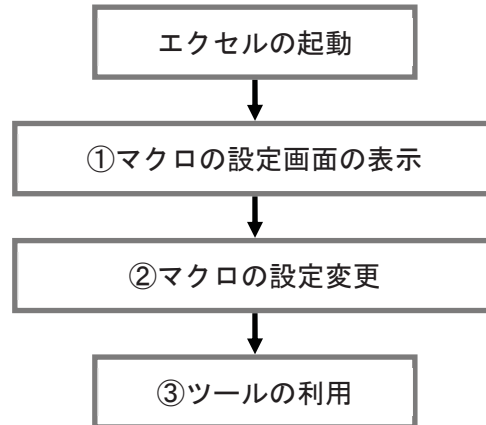 エクセルの起動
①マクロの設定画面の表示
②マクロの設定変更
③ツールの利用